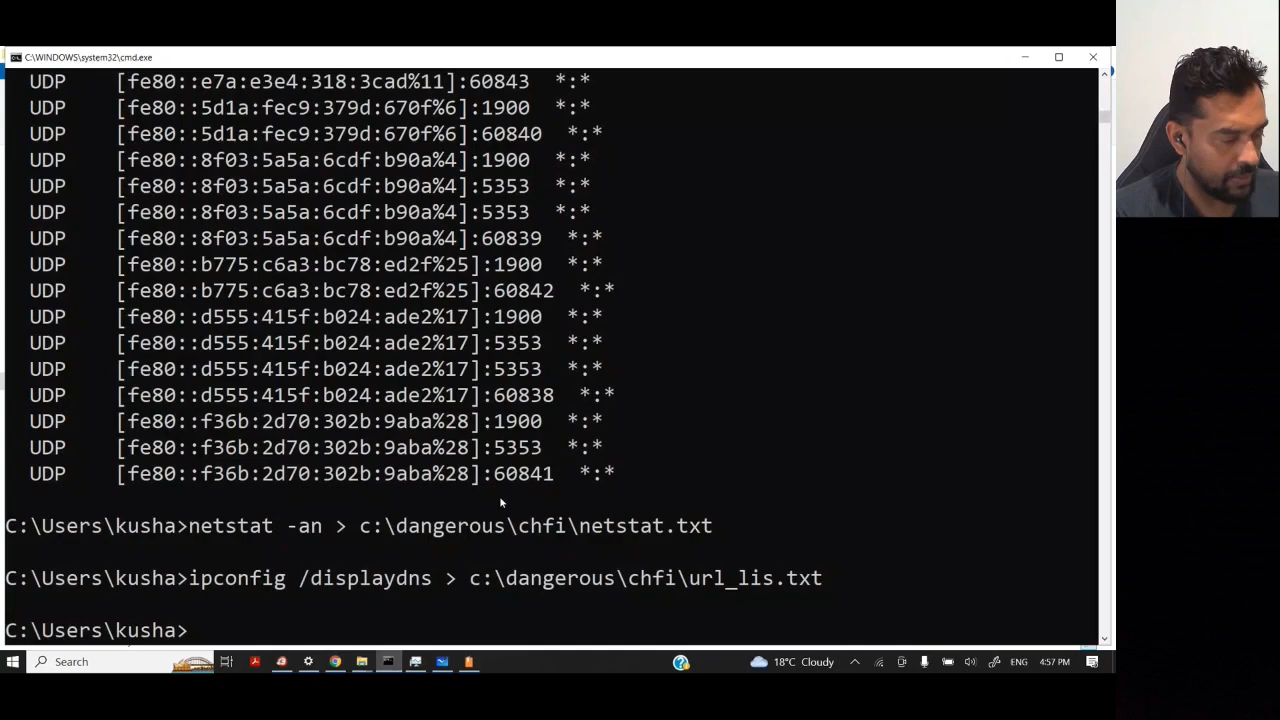 C:\WINDOWS\system32\cmd.exe
UDP [fe80::e7a:e3e4:318:3cad%11]:60843 *:*
UDP [fe80::5d1a:fec9:379d:670f%6]:1900 *:*
UDP [fe80::5d1a:fec9:379d:670f%6]:60840 *:*
UDP [fe80::8f03:5a5a:6cdf:b90a%4]:1900 *:*
UDP [fe80::8f03:5a5a:6cdf:b90a%4]:5353 *:*
UDP [fe80::8f03:5a5a:6cdf:b90a%4]:5353 *:*
UDP [fe80::8f03:5a5a:6cdf:b90a%4]:60839 *:*
UDP [fe80::b775:c6a3:bc78:ed2f%25]:1900 *:*
UDP [fe80::b775:c6a3:bc78:ed2f%25]:60842 *:*
UDP [fe80::d555:415f:b024:ade2%17]:1900 *:*
UDP [fe80::d555:415f:b024:ade2%17]:5353 *:*
UDP [fe80::d555:415f:b024:ade2%17]:5353 *:*
UDP [fe80::d555:415f:b024:ade2%17]:60838 *:*
UDP [fe80::f36b:2d70:302b:9aba%28]:1900 *:*
UDP [fe80::f36b:2d70:302b:9aba%28]:5353 *:*
UDP [fe80::f36b:2d70:302b:9aba%28]:60841 *:*
C:\Users\kusha>netstat -an > c:\dangerous\chfi\netstat.txt
C:\Users\kusha>ipconfig /displaydns > c:\dangerous\chfi\url_lis.txt
C:\Users\kusha>
Search 18°C Cloudy ENG 4:57 PM